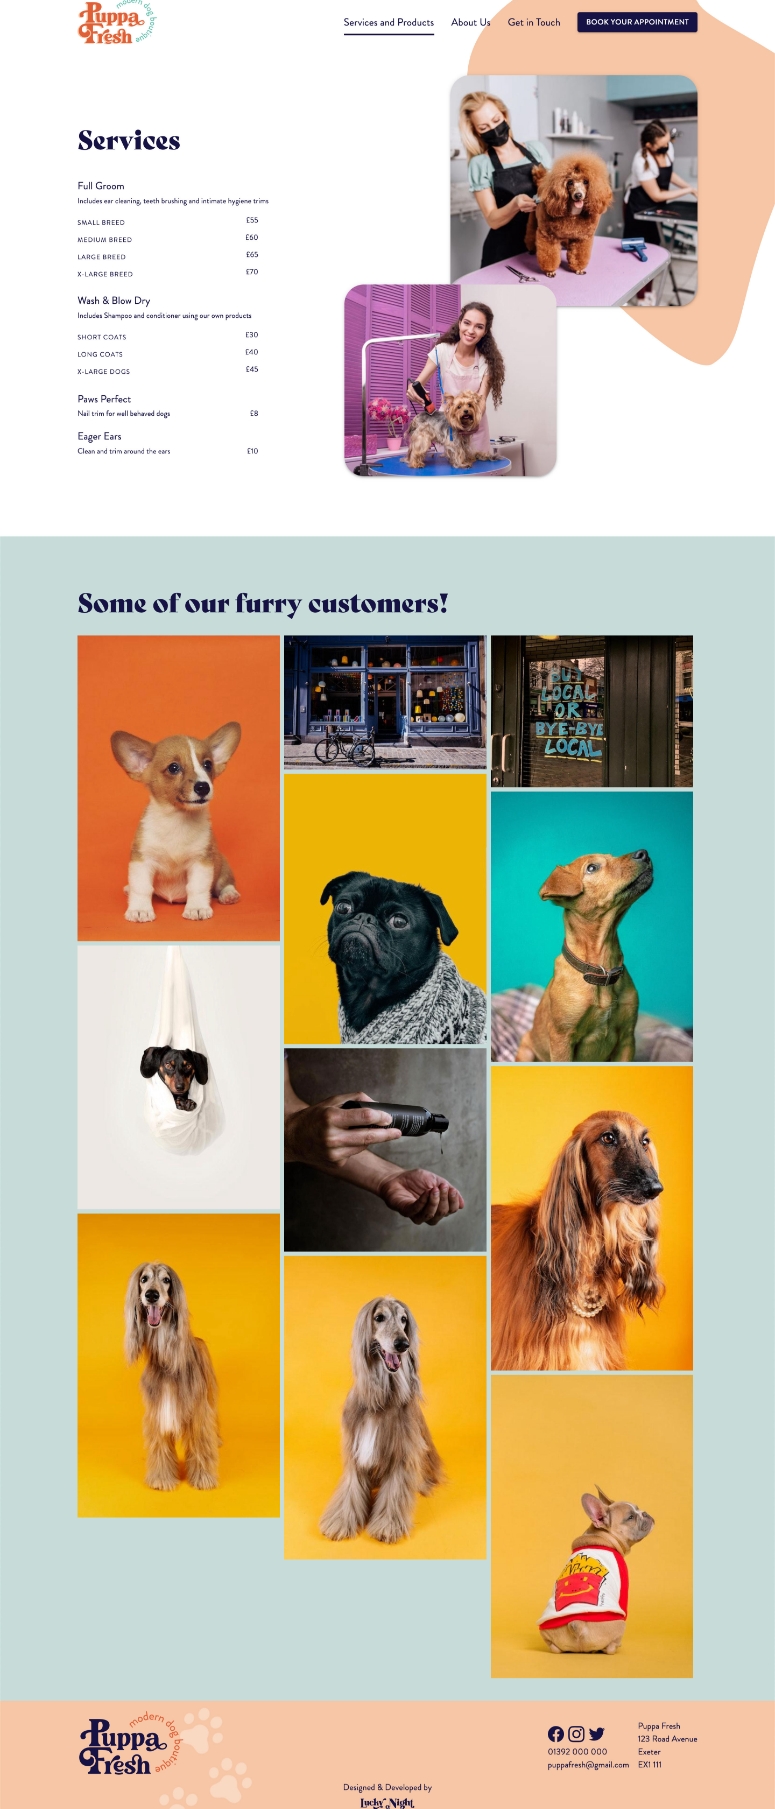 Puppa
Fresh
modern dog boutique
Services and Products
About Us
Get in Touch
BOOK YOUR APPOINTMENT
Services
Full Groom
Includes ear cleaning, teeth brushing and intimate hygiene trims
SMALL BREED £55
MEDIUM BREED £60
LARGE BREED £65
X-LARGE BREED £70
Wash & Blow Dry
Includes Shampoo and conditioner using our own products
SHORT COATS £30
LONG COATS £40
X-LARGE DOGS £45
Paws Perfect
Nail trim for well behaved dogs £8
Eager Ears
Clean and trim around the ears £10
Some of our furry customers!
BUY
LOCAL
OR
BYE-BYE
LOCAL
Puppa
Fresh
modern dog boutique
01392 000 000
puppafresh@gmail.com
Puppa Fresh
123 Road Avenue
Exeter
EX1 111
Designed & Developed by
Lucky Night